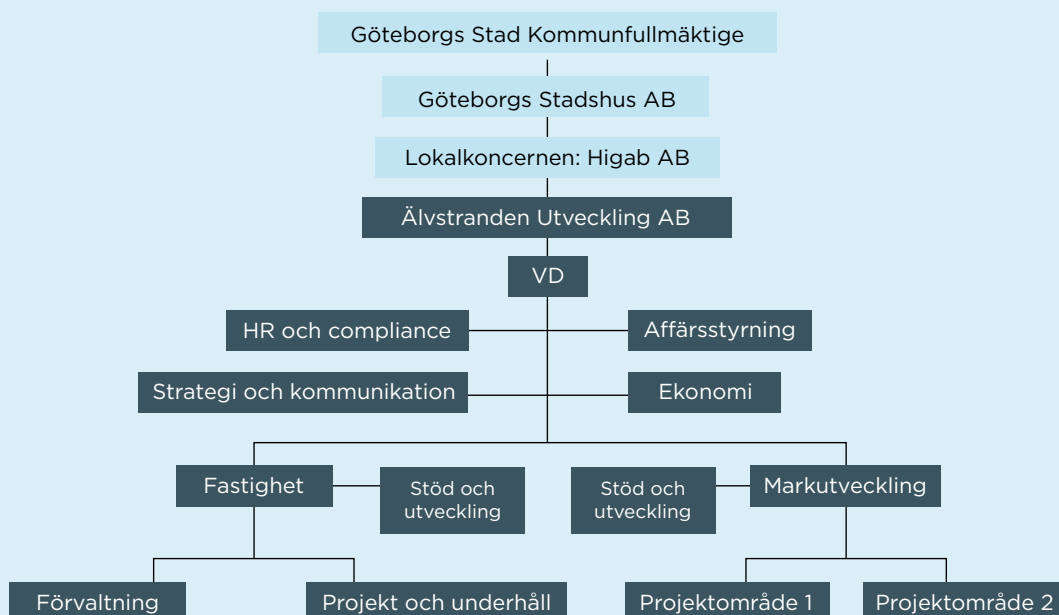 Göteborgs Stad Kommunfullmäktige
Göteborgs Stadshus AB
Lokalkoncernen: Higab AB
Älvstranden Utveckling AB
VD
HR och compliance
Affärsstyrning
Strategi och kommunikation
Ekonomi
Fastighet
Stöd och
utveckling
Stöd och
utveckling
Markutveckling
Förvaltning
Projekt och underhåll
Projektområde 1
Projektområde 2